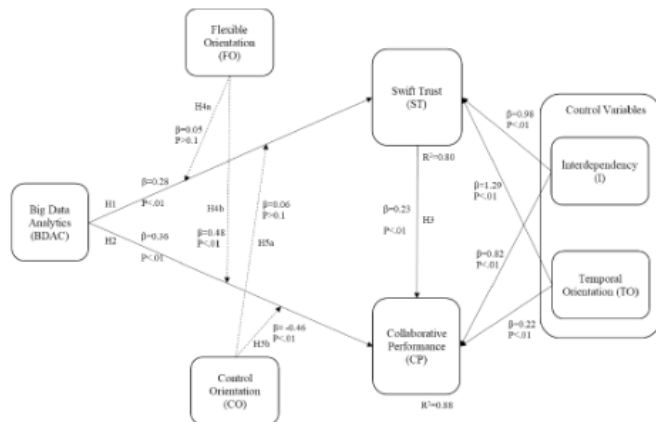 Flexible
Orientation
(FO)
H4a
β=0.05
P>0.1
Swift Trust
(ST)
R²=0.80
Control Variables
β=0.98
P<.01
Interdependency
(I)
β=1.29
P<.01
Temporal
Orientation (TO)
Big Data
Analytics
(BDAC)
H1
β=0.28
P<.01
H2
β=0.36
P<.01
H4b
β=0.48
P<.01
β=0.06
P>0.1
H5a
β=0.23
P<.01
H3
β=0.82
P<.01
β=0.22
P<.01
H5b
β= -0.46
P<.01
Control
Orientation
(CO)
Collaborative
Performance
(CP)
R²=0.88